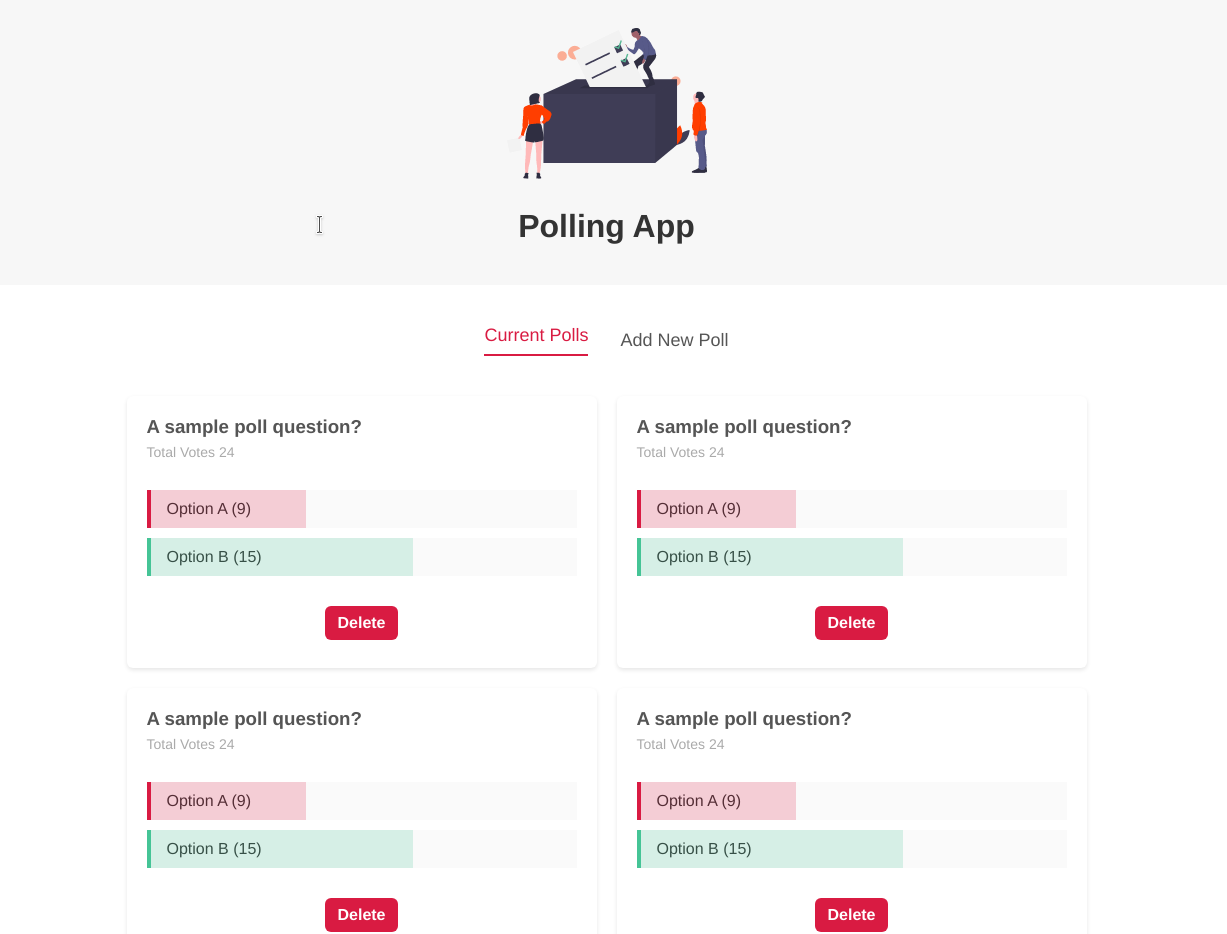 Polling App
Current Polls
Add New Poll
A sample poll question?
Total Votes 24
Option A (9)
Option B (15)
Delete
A sample poll question?
Total Votes 24
Option A (9)
Option B (15)
Delete
A sample poll question?
Total Votes 24
Option A (9)
Option B (15)
Delete
A sample poll question?
Total Votes 24
Option A (9)
Option B (15)
Delete